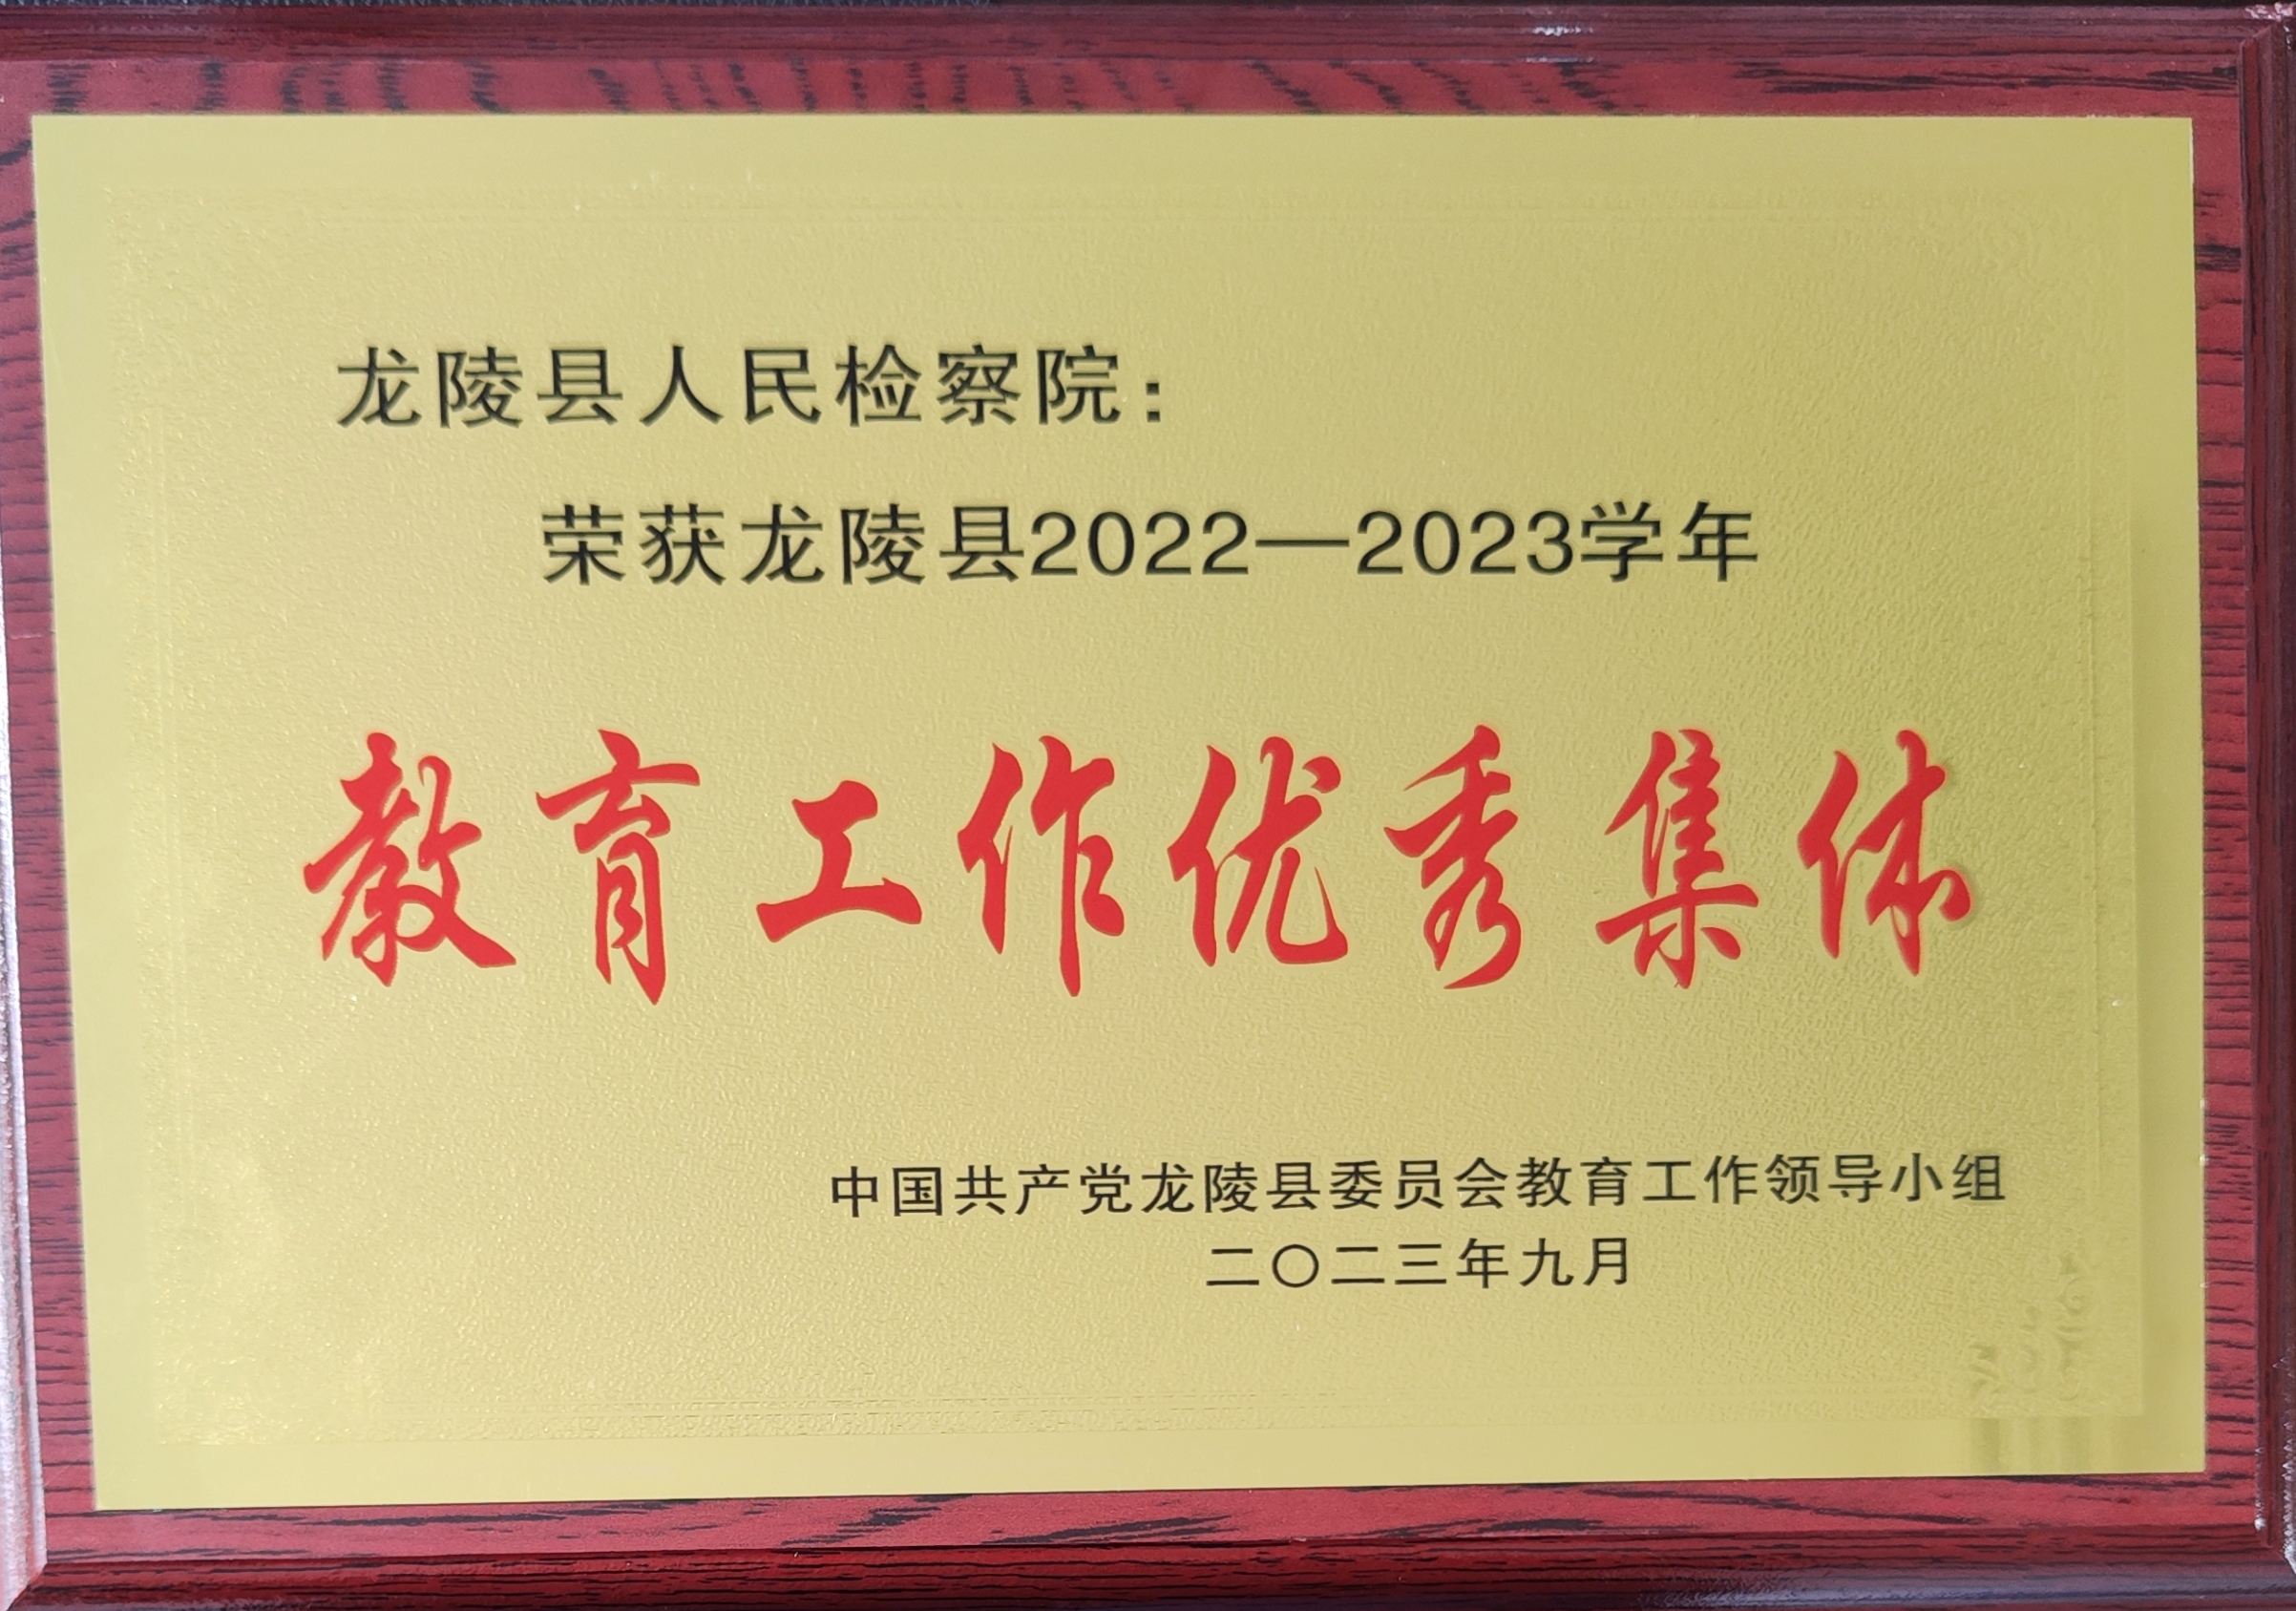 龙陵县人民检察院：
荣获龙陵县2022—2023学年
教育工作优秀集体
中国共产党龙陵县委员会教育工作领导小组
二〇二三年九月